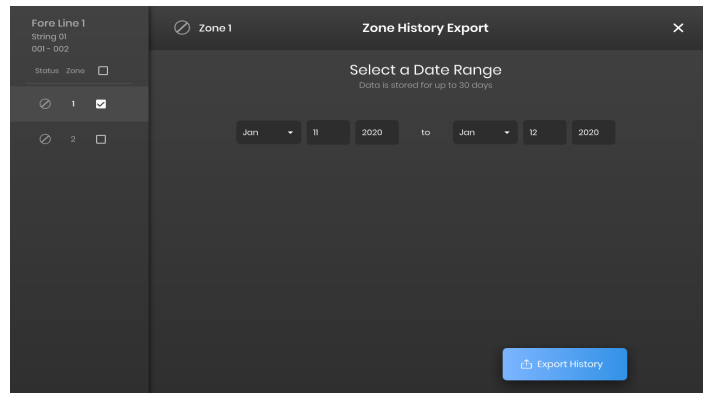 Fore Line 1
String 01
001 - 002
Status Zone
1
2
Zone 1
Zone History Export
Select a Date Range
Data is stored for up to 30 days
Jan 11 2020 to Jan 12 2020
Export History